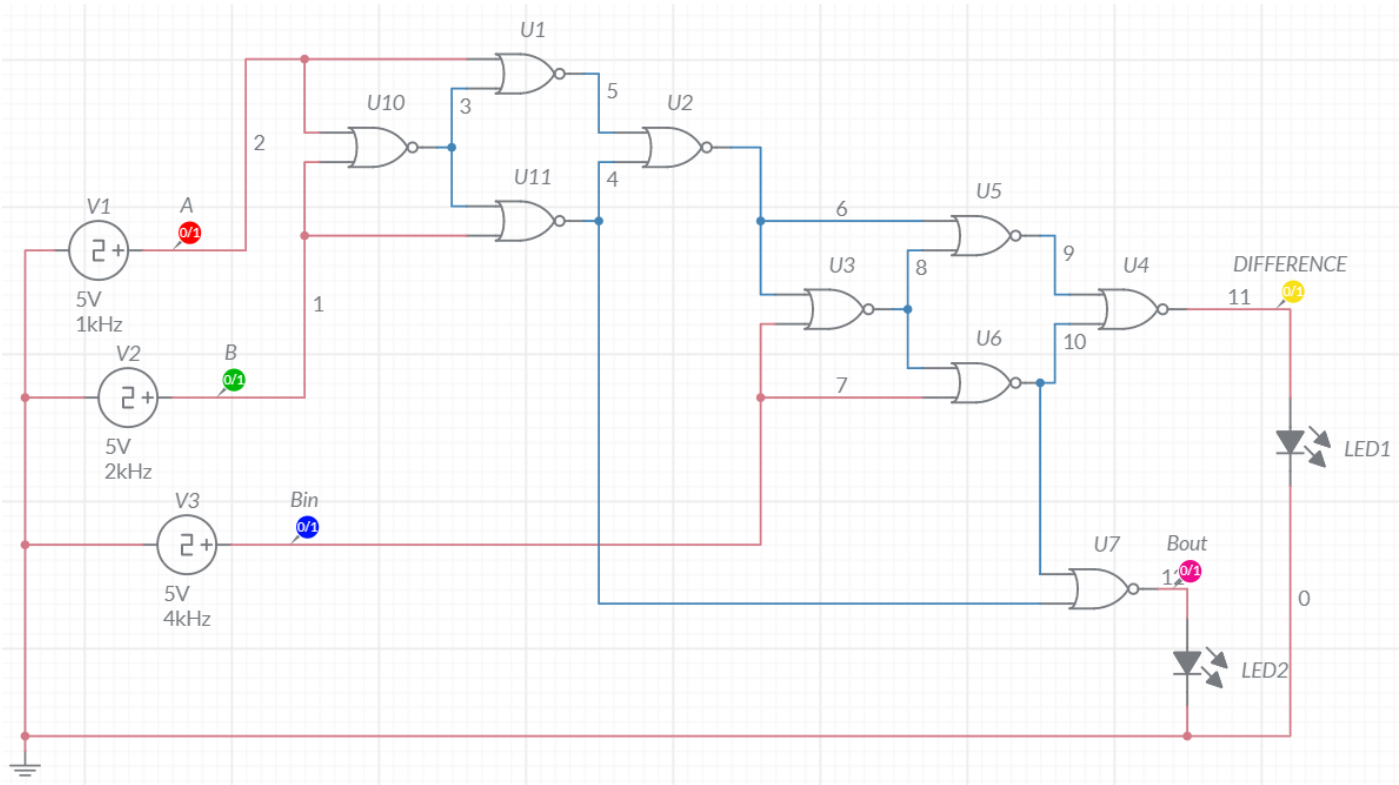 U1
U10
3
5
U2
2
U11
4
V1
A
0/1
5V
1kHz
6
U5
8
9
U3
U4
DIFFERENCE
0/1
11
1
V2
B
0/1
5V
2kHz
U6
10
7
LED1
V3
Bin
0/1
5V
4kHz
U7
Bout
0/1
12
0
LED2